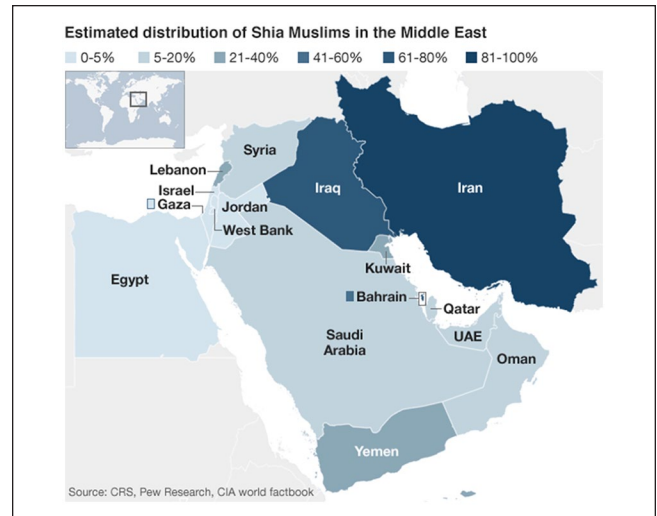 Estimated distribution of Shia Muslims in the Middle East
0-5% 5-20% 21-40% 41-60% 61-80% 81-100%
Syria
Lebanon
Israel
Gaza
Jordan
West Bank
Iraq
Iran
Egypt
Kuwait
Bahrain
Qatar
Saudi
Arabia
UAE
Oman
Yemen
Source: CRS, Pew Research, CIA world factbook